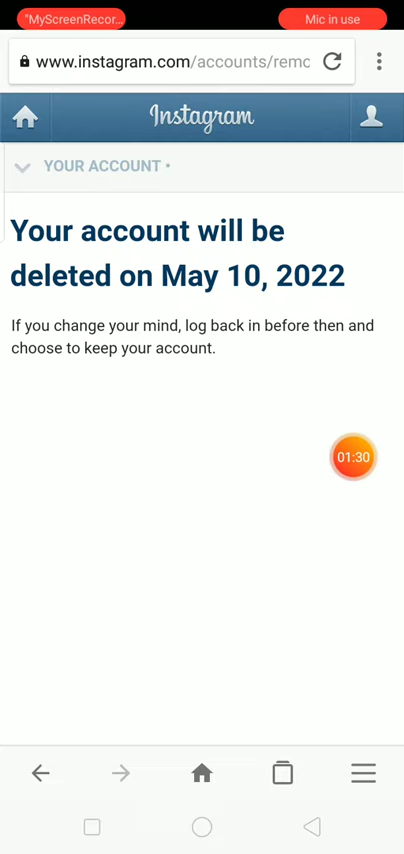 "MyScreenRecor...
Mic in use
www.instagram.com/accounts/remo
Instagram
YOUR ACCOUNT •
Your account will be
deleted on May 10, 2022
If you change your mind, log back in before then and
choose to keep your account.
01:30